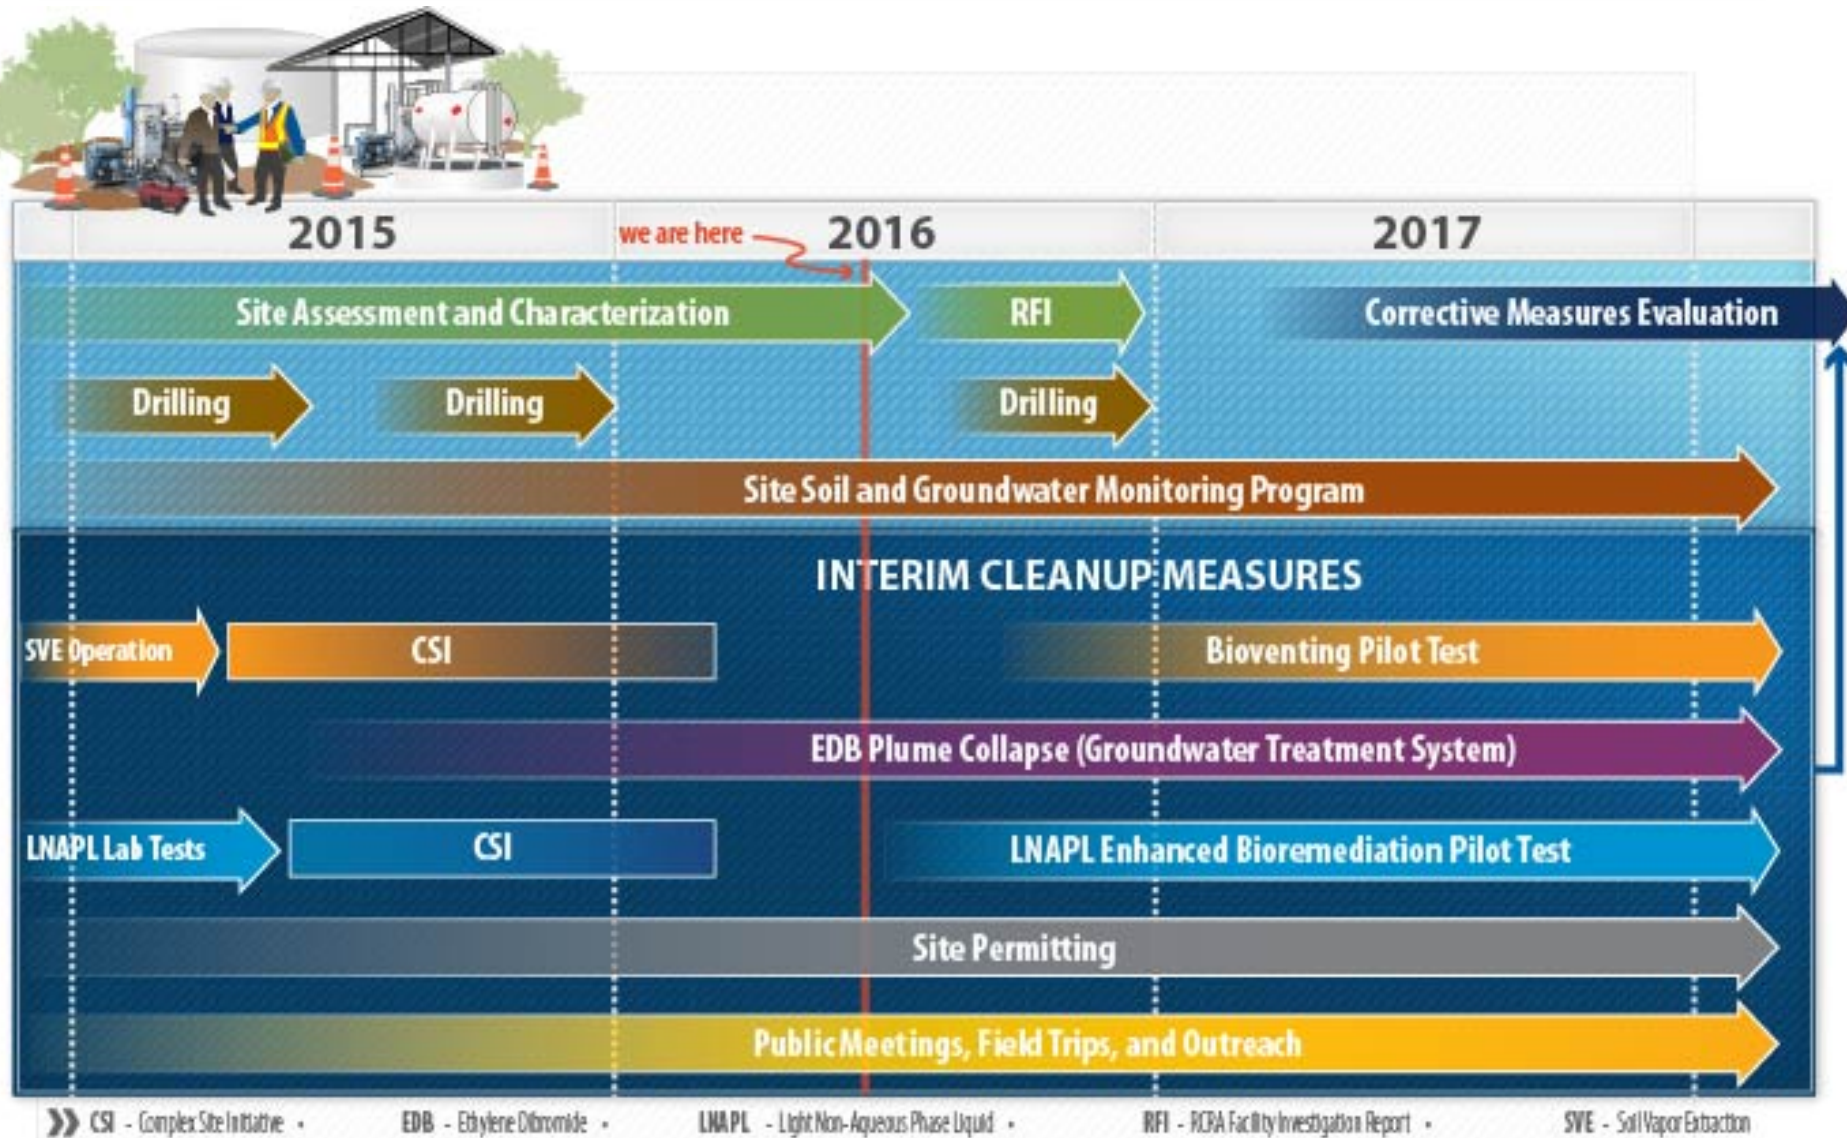 2015 we are here 2016 2017
Site Assessment and Characterization RFI Corrective Measures Evaluation
Drilling Drilling Drilling
Site Soil and Groundwater Monitoring Program
INTERIM CLEANUP MEASURES
SVE Operation CSI Bioventing Pilot Test
EDB Plume Collapse (Groundwater Treatment System)
LNAPL Lab Tests CSI LNAPL Enhanced Bioremediation Pilot Test
Site Permitting
Public Meetings, Field Trips, and Outreach
CSI - Complex Site Initiative • EDB - Ethylene Dibromide • LNAPL - Light Non-Aqueous Phase Liquid • RFI - RCRA Facility Investigation Report • SVE - Soil Vapor Extraction